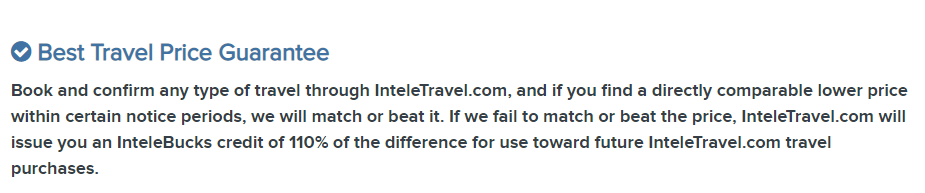 Best Travel Price Guarantee
Book and confirm any type of travel through InteleTravel.com, and if you find a directly comparable lower price
within certain notice periods, we will match or beat it. If we fail to match or beat the price, InteleTravel.com will
issue you an InteleBucks credit of 110% of the difference for use toward future InteleTravel.com travel
purchases.